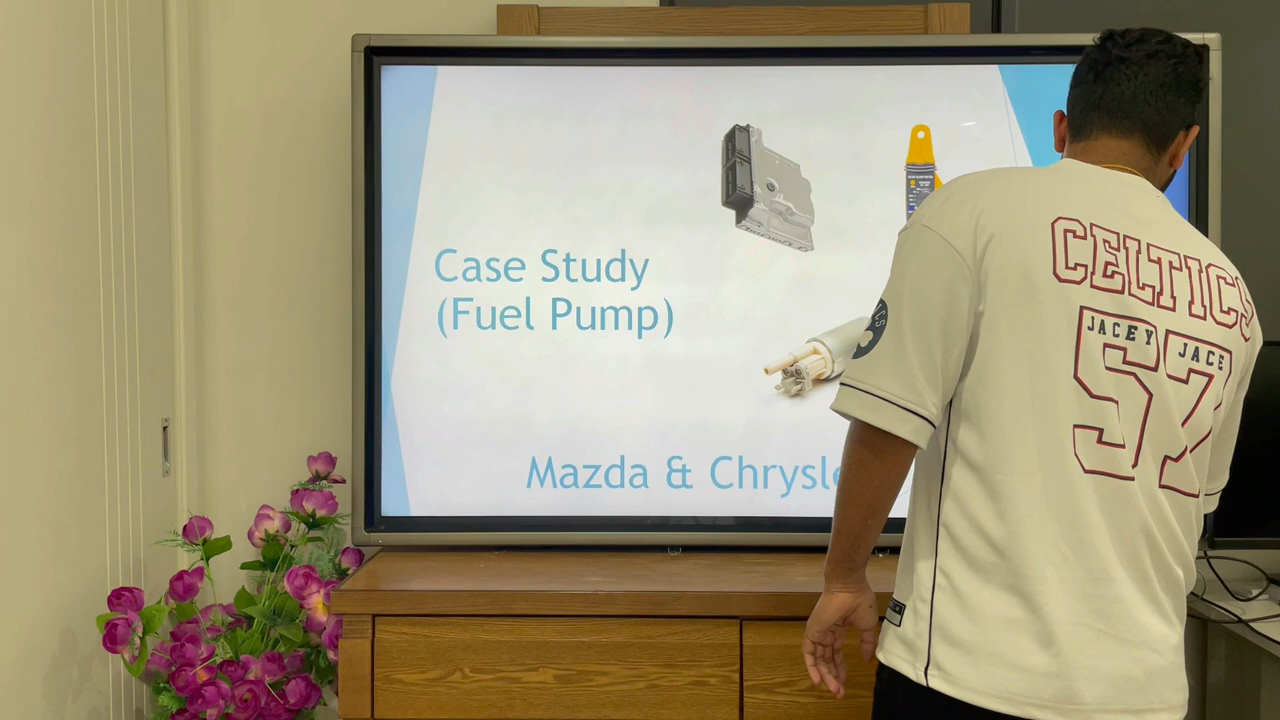 Case Study
(Fuel Pump)
Mazda & Chrysle
CELTICS
JACEY JACE
57